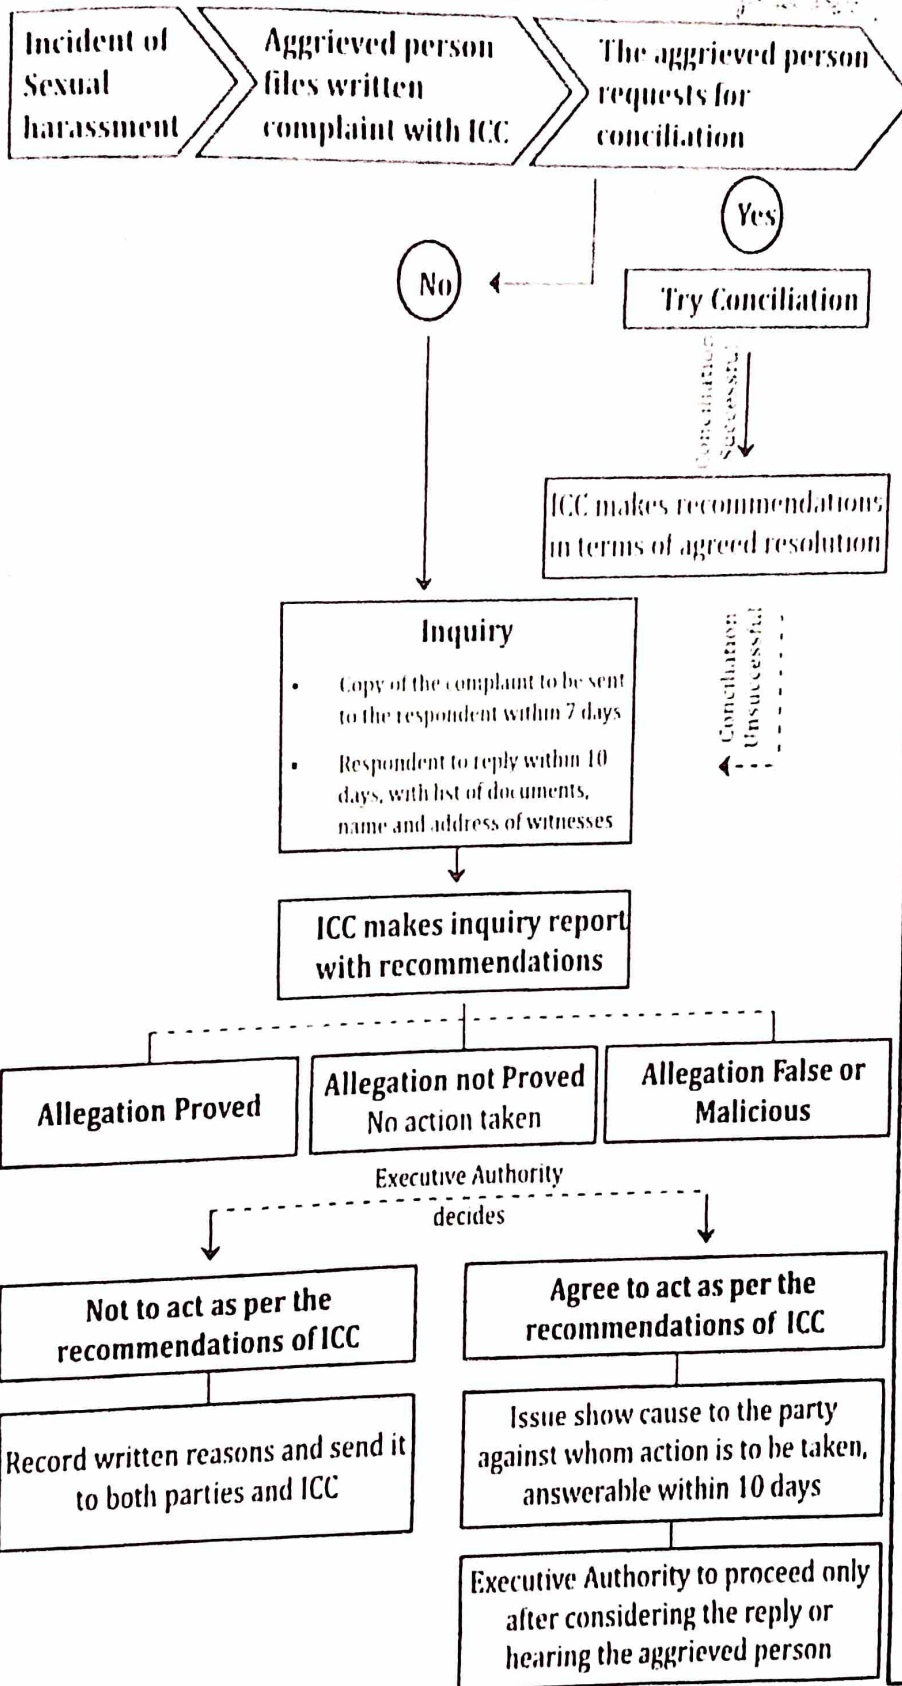 Incident of
Sexual
harassment
Aggrieved person
files written
complaint with ICC
The aggrieved person
requests for
conciliation
Yes
No
Try Conciliation
Conciliation
Successful
ICC makes recommendations
in terms of agreed resolution
Conciliation
Unsuccessful
Inquiry
• Copy of the complaint to be sent
to the respondent within 7 days
• Respondent to reply within 10
days, with list of documents,
name and address of witnesses
ICC makes inquiry report
with recommendations
Allegation Proved
Allegation not Proved
No action taken
Allegation False or
Malicious
Executive Authority
decides
Not to act as per the
recommendations of ICC
Agree to act as per the
recommendations of ICC
Record written reasons and send it
to both parties and ICC
Issue show cause to the party
against whom action is to be taken,
answerable within 10 days
Executive Authority to proceed only
after considering the reply or
hearing the aggrieved person